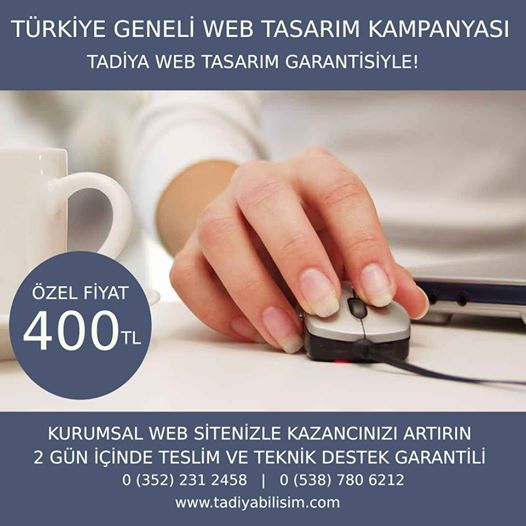 TÜRKİYE GENELİ WEB TASARIM KAMPANYASI
TADİYA WEB TASARIM GARANTİSİYLE!
ÖZEL FİYAT
400TL
KURUMSAL WEB SİTENİZLE KAZANCINIZI ARTIRIN
2 GÜN İÇİNDE TESLİM VE TEKNİK DESTEK GARANTİLİ
0 (352) 231 2458 | 0 (538) 780 6212
www.tadiyabilisim.com